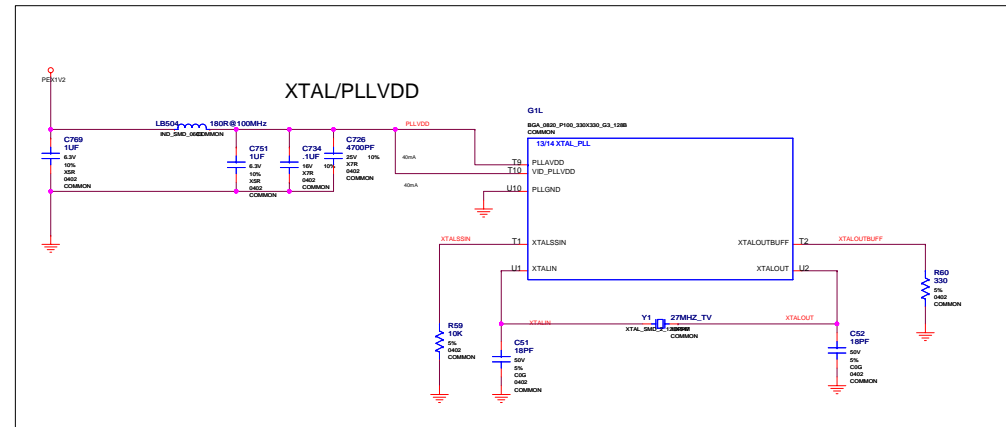 PEX1V2
XTAL/PLLVDD
LB504 180R@100MHz
COMMON
C769
1UF
6.3V
10%
X5R
0402
COMMON
C751
1UF
6.3V
10%
X5R
0402
COMMON
C734
.1UF
16V 10%
X7R
0402
COMMON
C726
4700PF
25V 10%
X7R
0402
COMMON
PLLVDD
40mA
40mA
G1L
BGA_0820_P100_330X330_G3_128B
COMMON
13/14 XTAL_PLL
T9 PLLAVDD
T10 VID_PLLVDD
U10 PLLGND
XTALSSIN T1 XTALSSIN
XTALOUTBUFF T2 XTALOUTBUFF
U1 XTALIN
XTALOUT U2
R60
330
5%
0402
COMMON
R59
10K
5%
0402
COMMON
XTALIN
Y1 27MHZ_TV
COMMON
XTALOUT
C51
18PF
50V
5%
C0G
0402
COMMON
C52
18PF
50V
5%
C0G
0402
COMMON